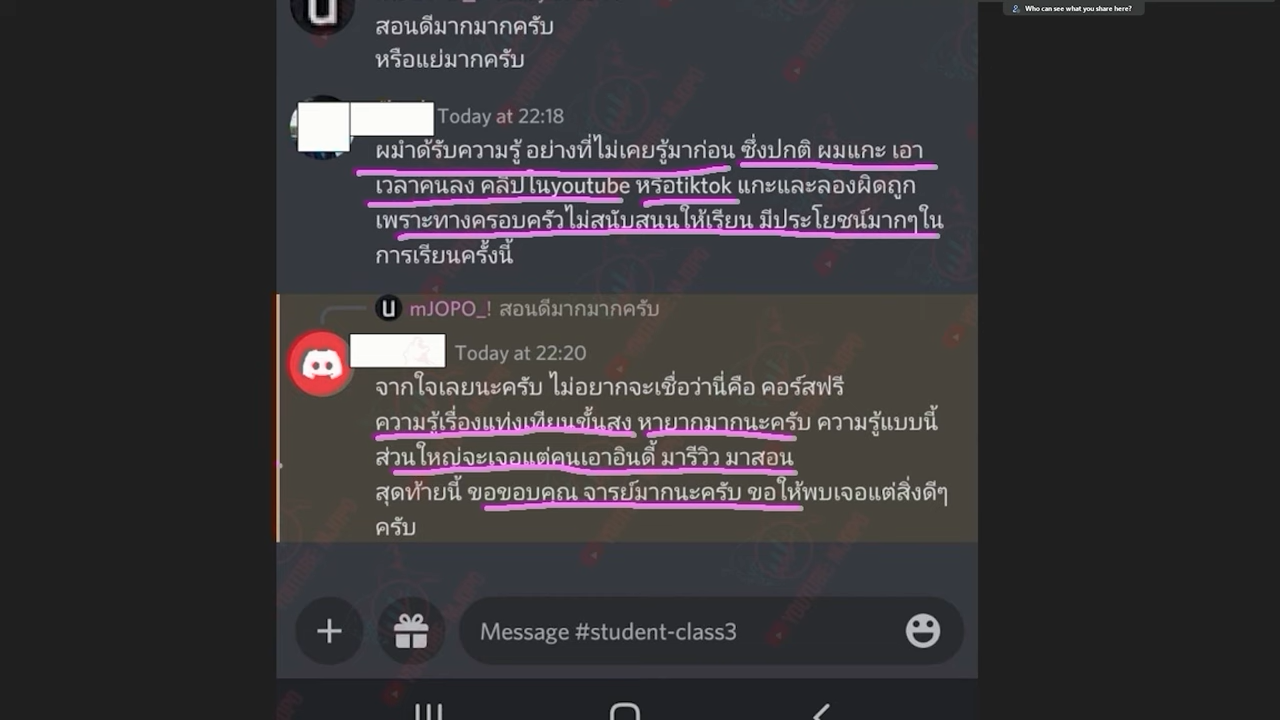 Who can see what you share here?
สอนดีมากมากครับ
หรือแย่มากครับ
Today at 22:18
ผมำด้รับความรู้ อย่างที่ไม่เคยรู้มาก่อน ซึ่งปกติ ผมแกะ เอา
เวลาคนลง คลิปในyoutube หรือtiktok แกะและลองผิดถูก
เพราะทางครอบครัวไม่สนับสนนให้เรียน มีประโยชน์มากๆใน
การเรียนครั้งนี้
mJOPO_! สอนดีมากมากครับ
Today at 22:20
จากใจเลยนะครับ ไม่อยากจะเชื่อว่านี่คือ คอร์สฟรี
ความรู้เรื่องแท่งเทียนขั้นสง หายากมากนะครับ ความรู้แบบนี้
ส่วนใหญ่จะเจอแต่คนเอาอินดี้ มารีวิว มาสอน
สุดท้ายนี้ ขอขอบคุณ จารย์มากนะครับ ขอให้พบเจอแต่สิ่งดีๆ
ครับ
Message #student-class3